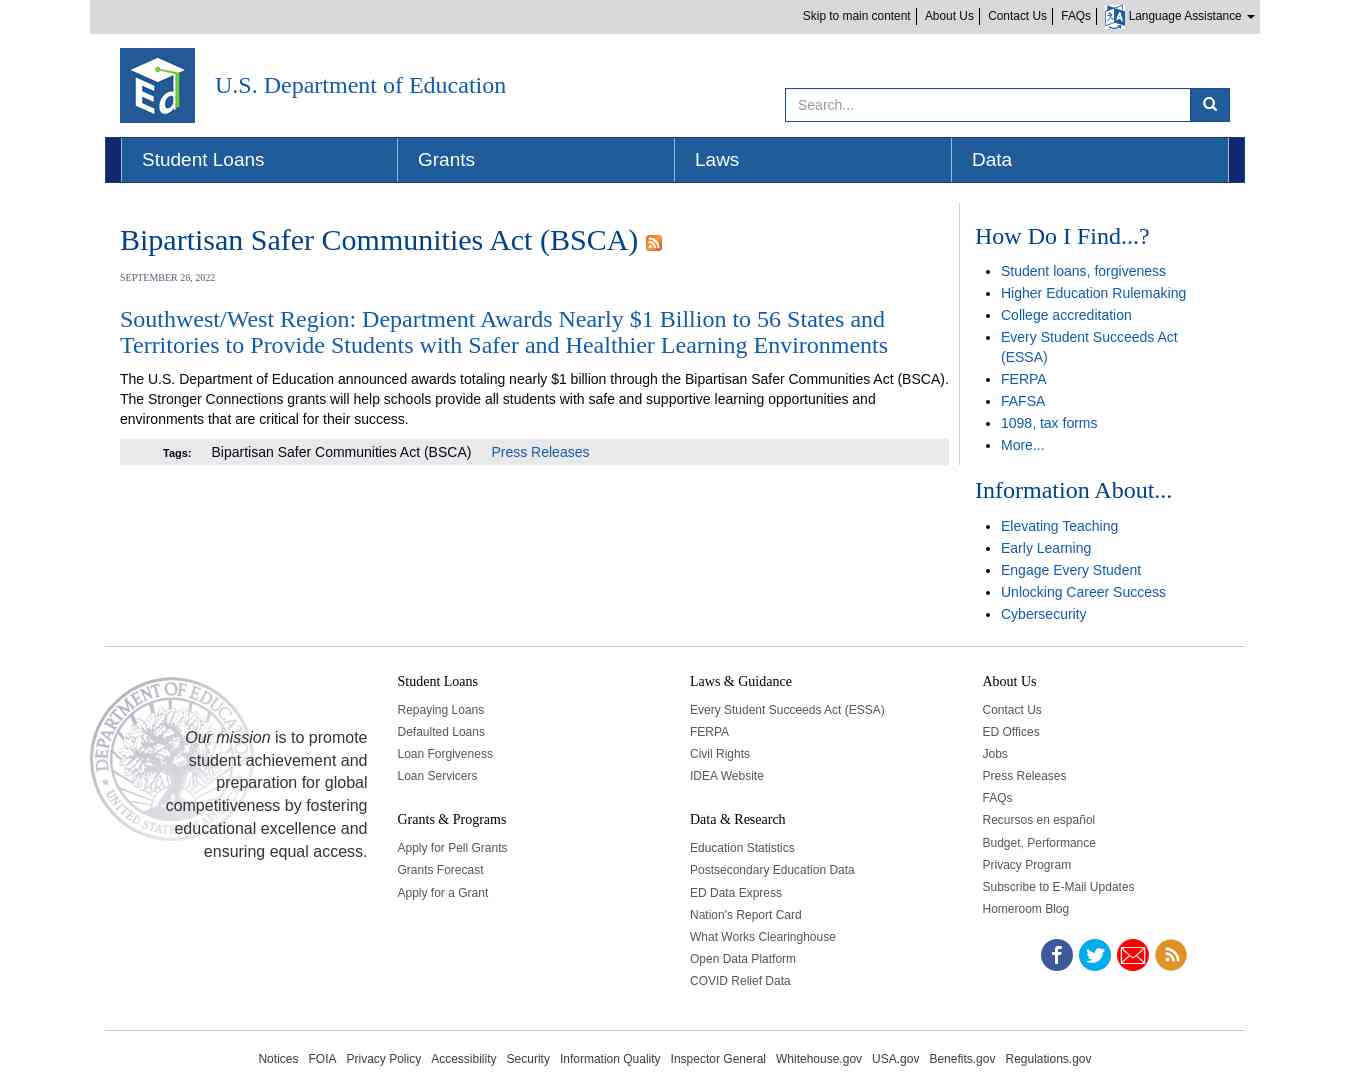 Skip to main content
About Us
Contact Us
FAQs
Language Assistance
Ed
U.S. Department of Education
Search...
Student Loans
Grants
Laws
Data
Bipartisan Safer Communities Act (BSCA)
SEPTEMBER 26, 2022
Southwest/West Region: Department Awards Nearly $1 Billion to 56 States and
Territories to Provide Students with Safer and Healthier Learning Environments
The U.S. Department of Education announced awards totaling nearly $1 billion through the Bipartisan Safer Communities Act (BSCA).
The Stronger Connections grants will help schools provide all students with safe and supportive learning opportunities and
environments that are critical for their success.
Tags: Bipartisan Safer Communities Act (BSCA) Press Releases
How Do I Find...?
Student loans, forgiveness
Higher Education Rulemaking
College accreditation
Every Student Succeeds Act
(ESSA)
FERPA
FAFSA
1098, tax forms
More...
Information About...
Elevating Teaching
Early Learning
Engage Every Student
Unlocking Career Success
Cybersecurity
DEPARTMENT OF EDUCA
UNITED STAT
Our mission is to promote
student achievement and
preparation for global
competitiveness by fostering
educational excellence and
ensuring equal access.
Student Loans
Repaying Loans
Defaulted Loans
Loan Forgiveness
Loan Servicers
Grants & Programs
Apply for Pell Grants
Grants Forecast
Apply for a Grant
Laws & Guidance
Every Student Succeeds Act (ESSA)
FERPA
Civil Rights
IDEA Website
Data & Research
Education Statistics
Postsecondary Education Data
ED Data Express
Nation's Report Card
What Works Clearinghouse
Open Data Platform
COVID Relief Data
About Us
Contact Us
ED Offices
Jobs
Press Releases
FAQs
Recursos en español
Budget, Performance
Privacy Program
Subscribe to E-Mail Updates
Homeroom Blog
Notices FOIA Privacy Policy Accessibility Security Information Quality Inspector General Whitehouse.gov USA.gov Benefits.gov Regulations.gov